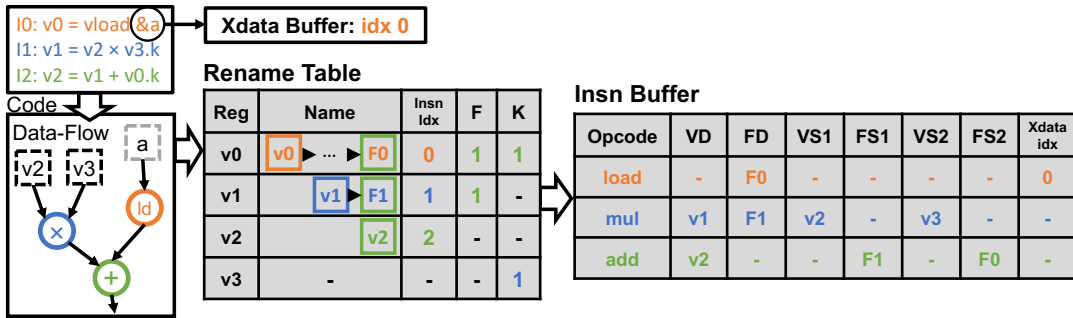 I0: v0 = vload &a
I1: v1 = v2 × v3.k
I2: v2 = v1 + v0.k
Code
Xdata Buffer: idx 0
Data-Flow
v2
v3
a
ld
×
+
Rename Table
Reg Name Insn Idx F K
v0 v0 ... F0 0 1 1
v1 v1 F1 1 1 -
v2 v2 2 - -
v3 - - - 1
Insn Buffer
Opcode VD FD VS1 FS1 VS2 FS2 Xdata idx
load - F0 - - - - 0
mul v1 F1 v2 - v3 - -
add v2 - - F1 - F0 -